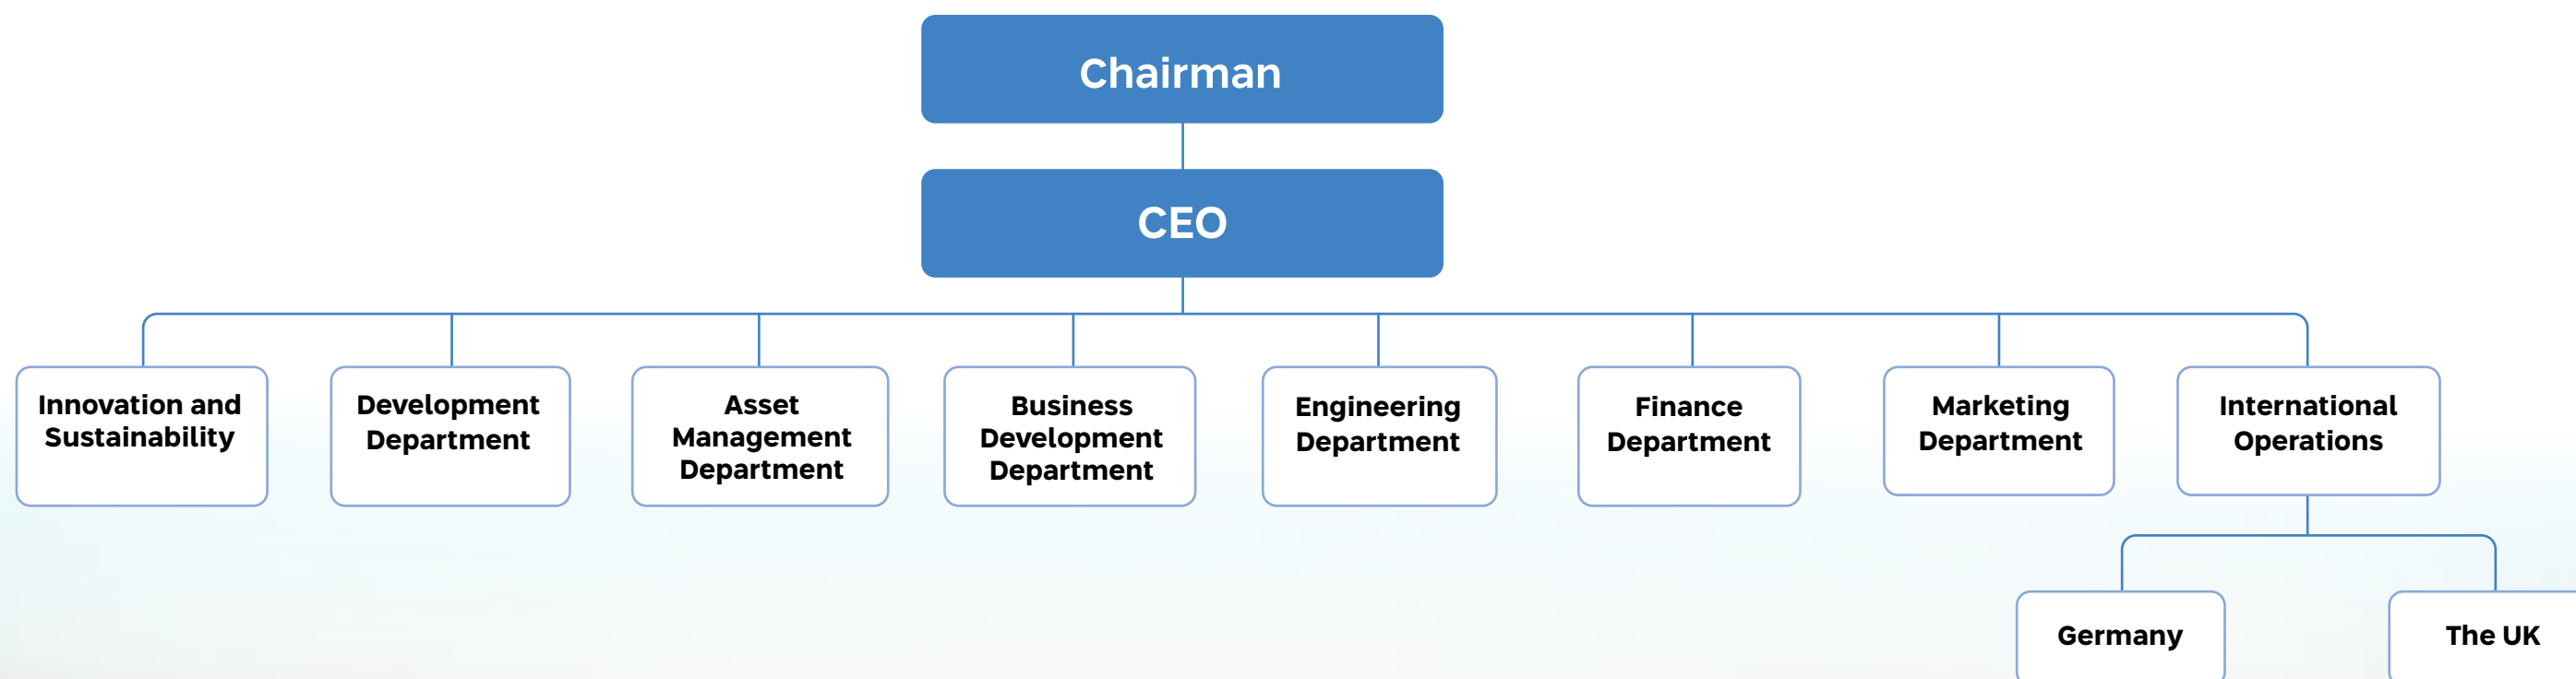 Chairman
CEO
Innovation and
Sustainability
Development
Department
Asset
Management
Department
Business
Development
Department
Engineering
Department
Finance
Department
Marketing
Department
International
Operations
Germany
The UK